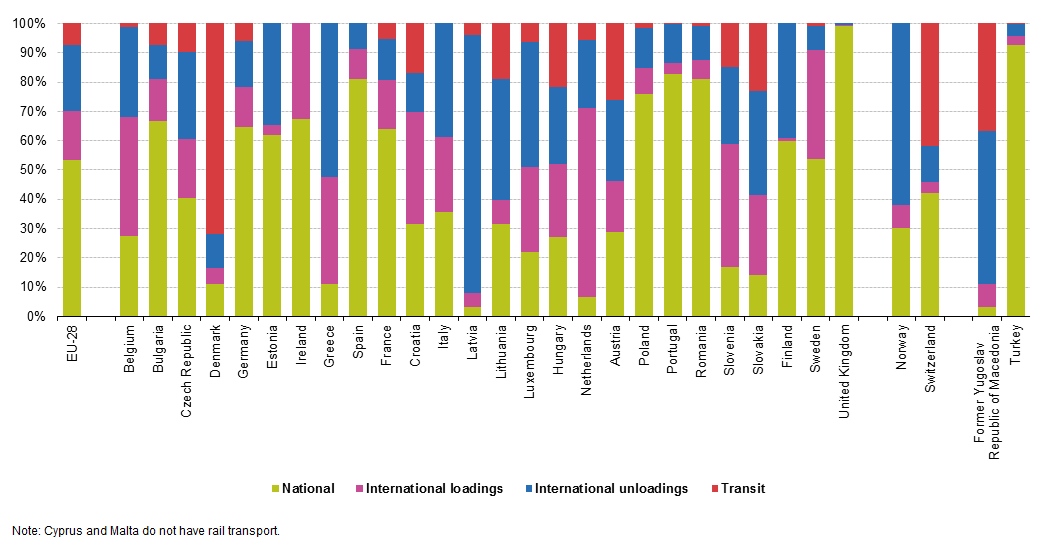 100%
90%
80%
70%
60%
50%
40%
30%
20%
10%
0%
EU-28
Belgium
Bulgaria
Czech Republic
Denmark
Germany
Estonia
Ireland
Greece
Spain
France
Croatia
Italy
Latvia
Lithuania
Luxembourg
Hungary
Netherlands
Austria
Poland
Portugal
Romania
Slovenia
Slovakia
Finland
Sweden
United Kingdom
Norway
Switzerland
Former Yugoslav
Republic of Macedonia
Turkey
National International loadings International unloadings Transit
Note: Cyprus and Malta do not have rail transport.